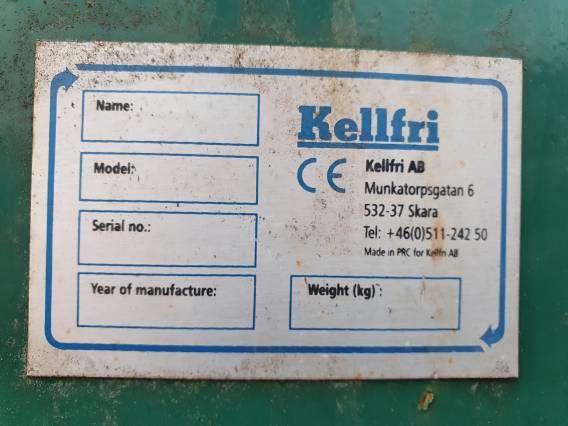 Name:
Model:
Serial no.:
Year of manufacture:
Kellfri
CE
Kellfri AB
Munkatorpsgatan 6
532-37 Skara
Tel: +46(0)511-242 50
Made in PRC for Kellfri AB
Weight (kg) :